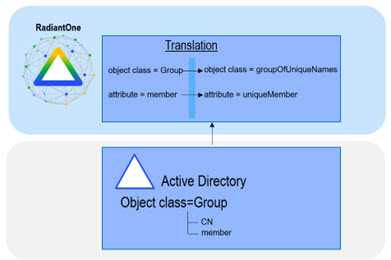 RadiantOne
Translation
object class = Group
object class = groupOfUniqueNames
attribute = member
attribute = uniqueMember
Active Directory
Object class=Group
CN
member